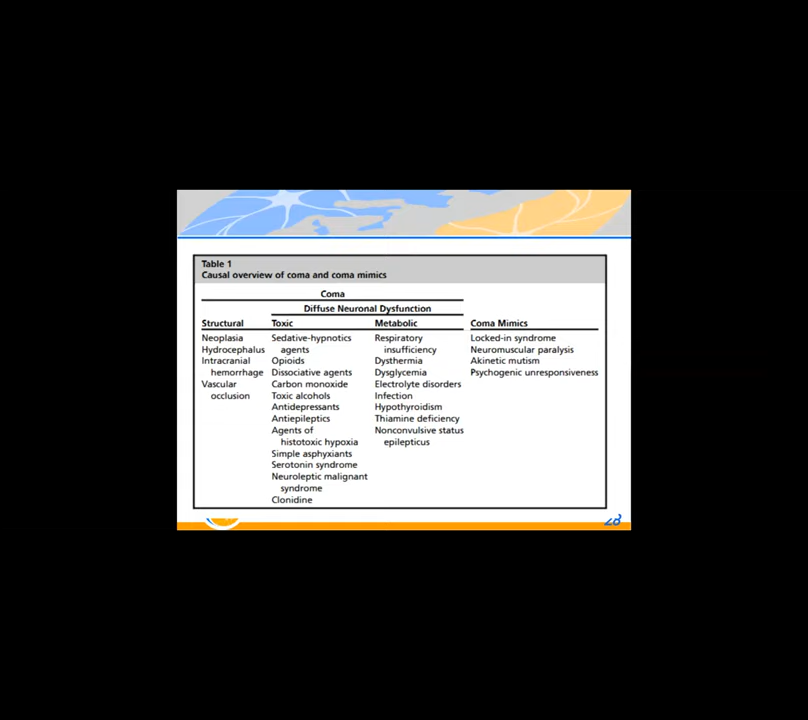 Table 1
Causal overview of coma and coma mimics
Coma
Diffuse Neuronal Dysfunction
Structural Toxic Metabolic Coma Mimics
Neoplasia
Hydrocephalus
Intracranial
hemorrhage
Vascular
occlusion
Sedative-hypnotics
agents
Opioids
Dissociative agents
Carbon monoxide
Toxic alcohols
Antidepressants
Antiepileptics
Agents of
histotoxic hypoxia
Simple asphyxiants
Serotonin syndrome
Neuroleptic malignant
syndrome
Clonidine
Respiratory
insufficiency
Dysthermia
Dysglycemia
Electrolyte disorders
Infection
Hypothyroidism
Thiamine deficiency
Nonconvulsive status
epilepticus
Locked-in syndrome
Neuromuscular paralysis
Akinetic mutism
Psychogenic unresponsiveness
28